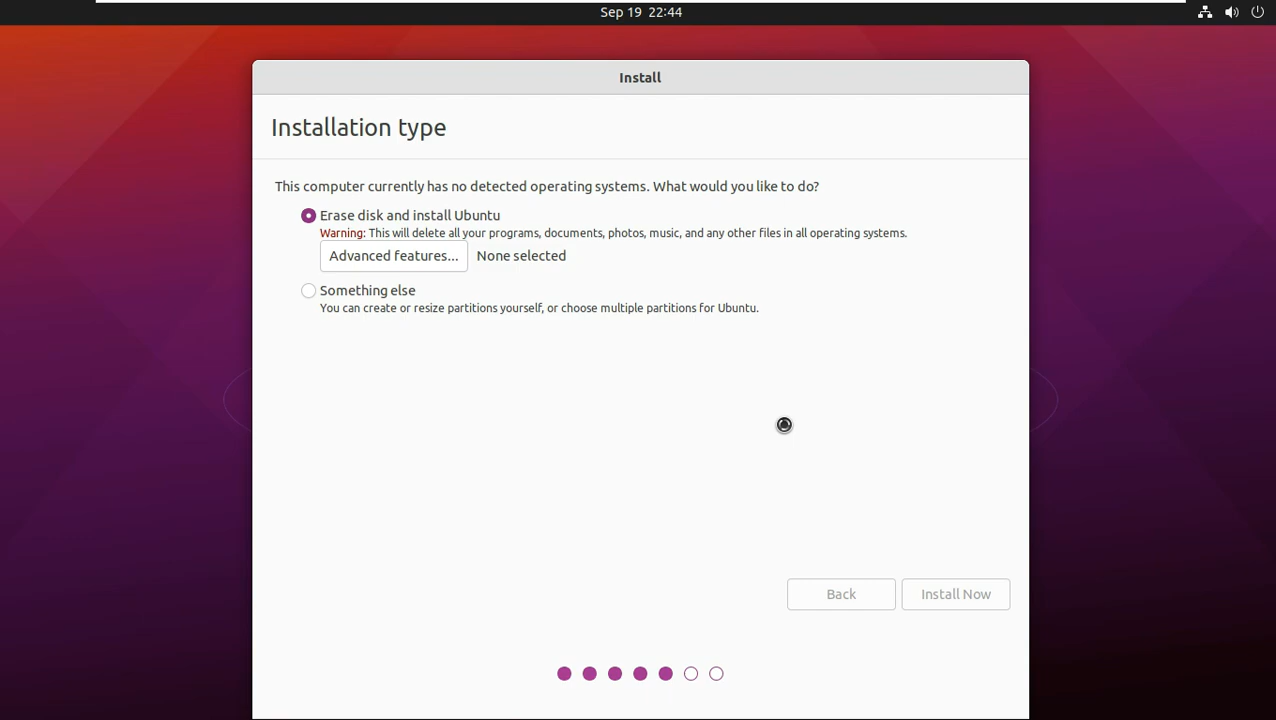 Sep 19 22:44
Install
Installation type
This computer currently has no detected operating systems. What would you like to do?
Erase disk and install Ubuntu
Warning: This will delete all your programs, documents, photos, music, and any other files in all operating systems.
Advanced features... None selected
Something else
You can create or resize partitions yourself, or choose multiple partitions for Ubuntu.
Back Install Now